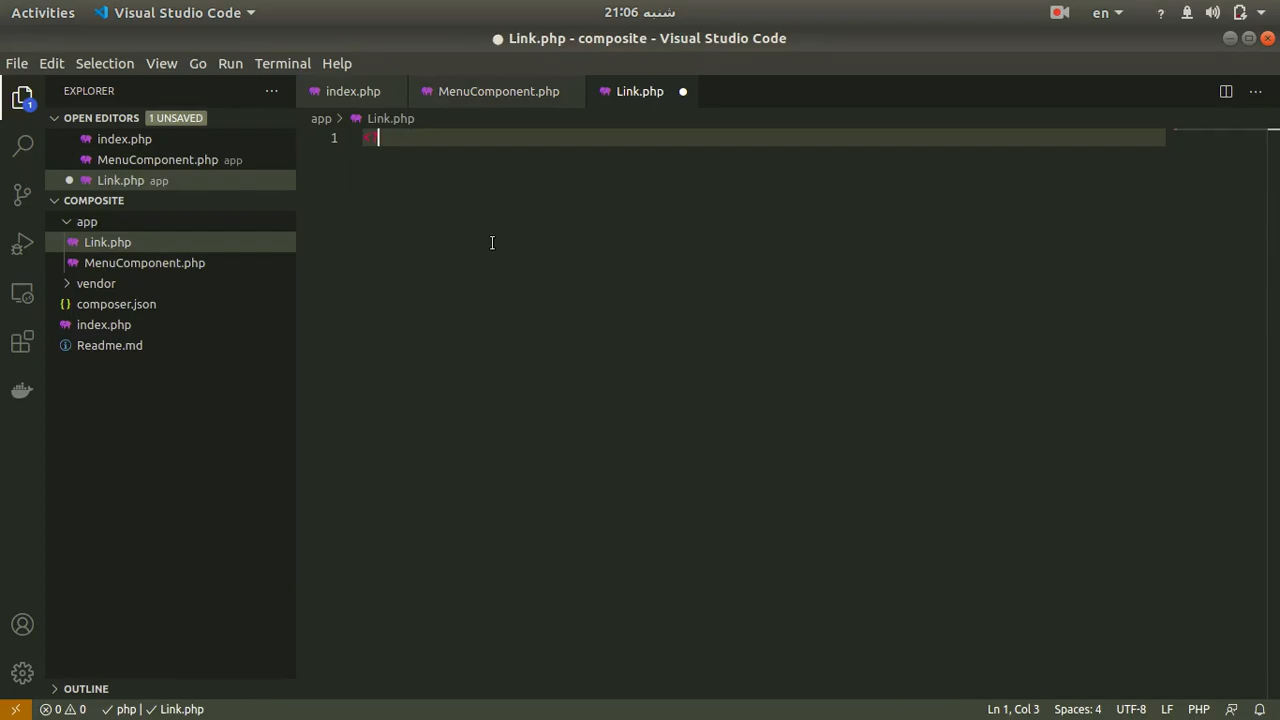 Activities
Visual Studio Code
شنبه 21:06
en
?
● Link.php - composite - Visual Studio Code
File Edit Selection View Go Run Terminal Help
EXPLORER
index.php
MenuComponent.php
Link.php
OPEN EDITORS
1 UNSAVED
app > Link.php
index.php
MenuComponent.php app
Link.php app
COMPOSITE
app
Link.php
MenuComponent.php
vendor
composer.json
index.php
Readme.md
1
1 <?
OUTLINE
0 0
php | Link.php
Ln 1, Col 3
Spaces: 4
UTF-8
LF
PHP